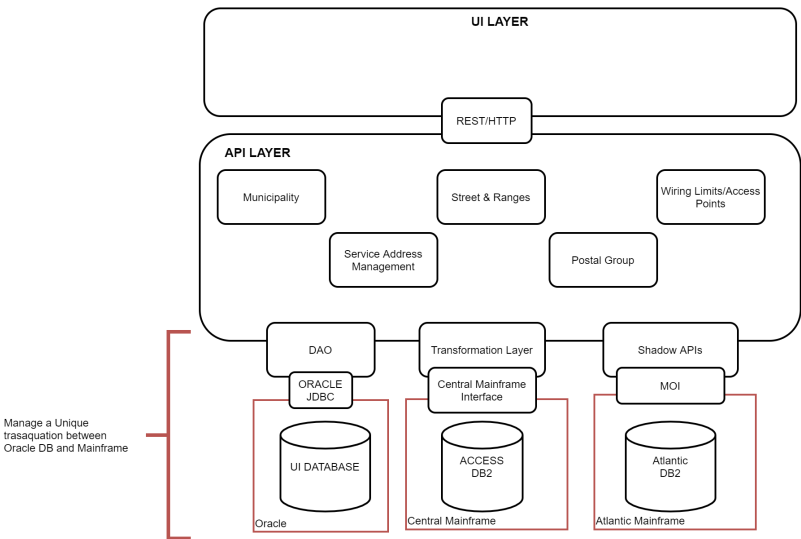 UI LAYER
REST/HTTP
API LAYER
Municipality
Street & Ranges
Wiring Limits/Access
Points
Service Address
Management
Postal Group
DAO
Transformation Layer
Shadow APIs
ORACLE
JDBC
Central Mainframe
Interface
MOI
Manage a Unique
trasaquation between
Oracle DB and Mainframe
UI DATABASE
ACCESS
DB2
Atlantic
DB2
Oracle
Central Mainframe
Atlantic Mainframe